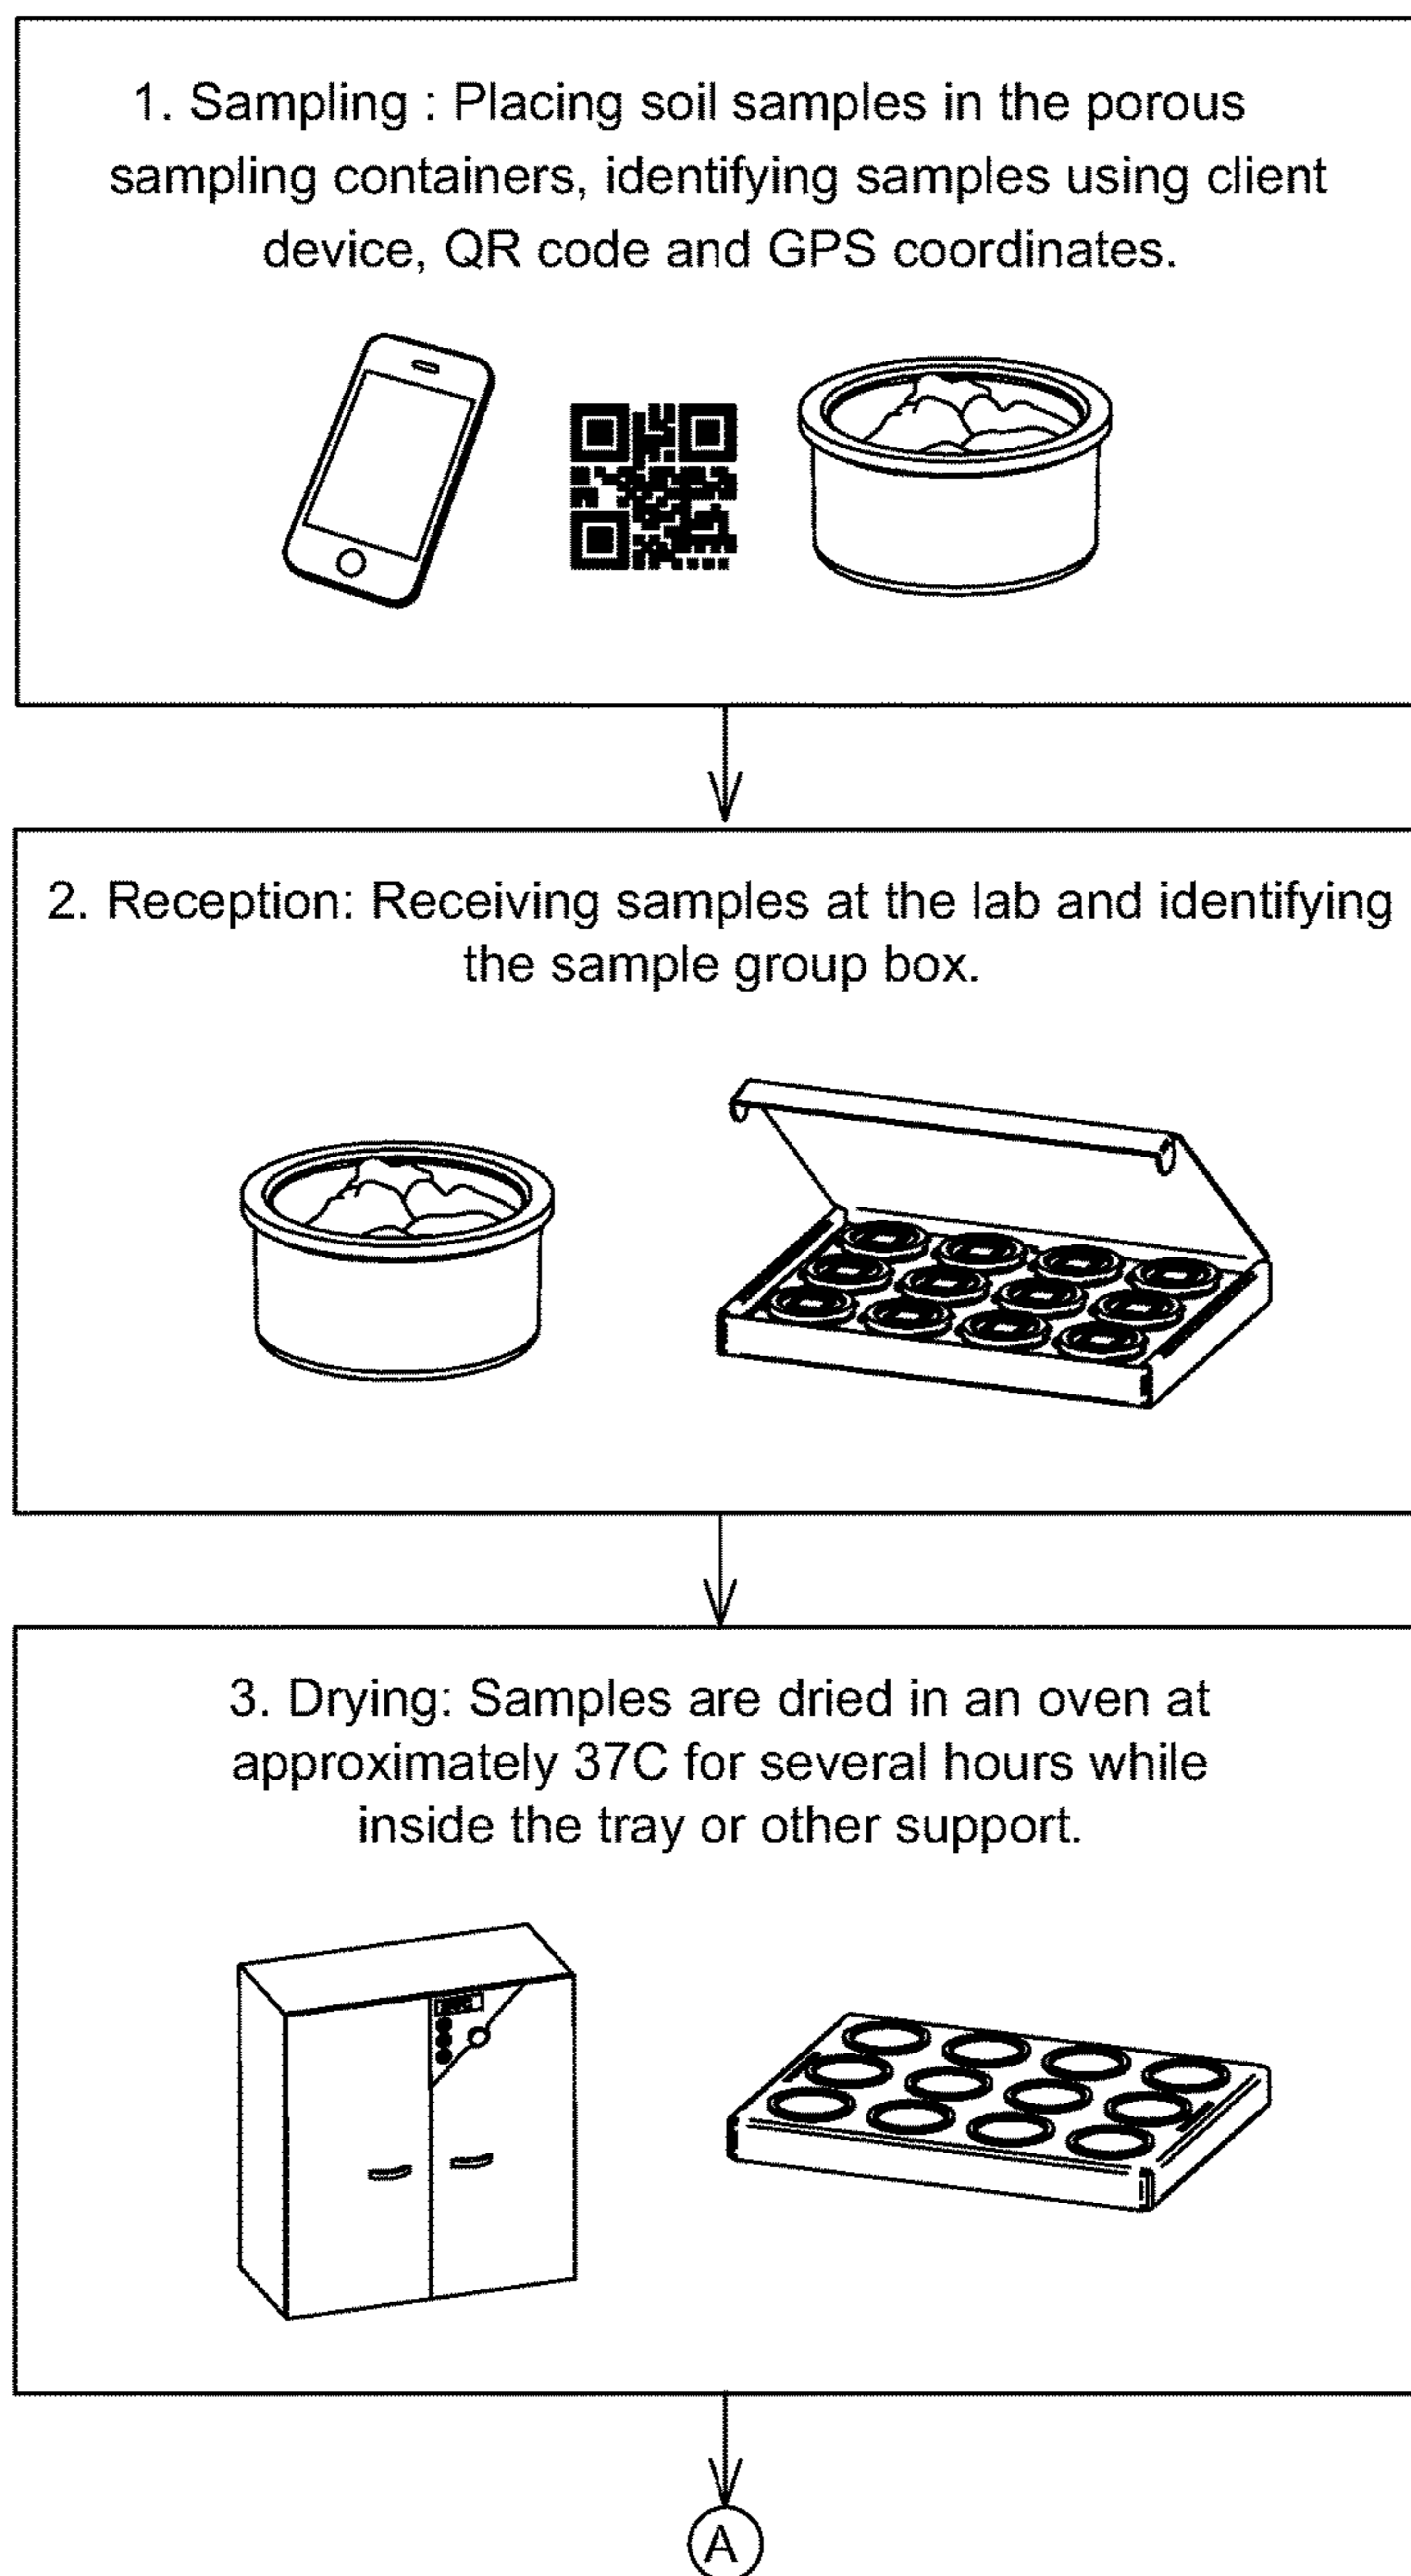 1. Sampling : Placing soil samples in the porous
sampling containers, identifying samples using client
device, QR code and GPS coordinates.
2. Reception: Receiving samples at the lab and identifying
the sample group box.
3. Drying: Samples are dried in an oven at
approximately 37C for several hours while
inside the tray or other support.
A